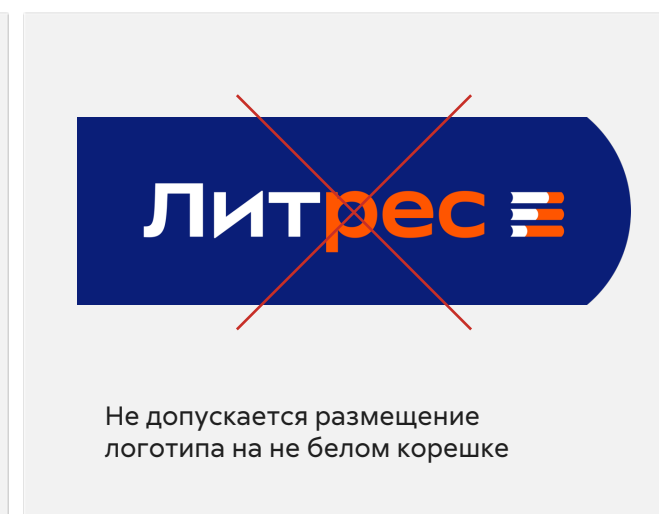 Литрес
Не допускается размещение
логотипа на не белом корешке